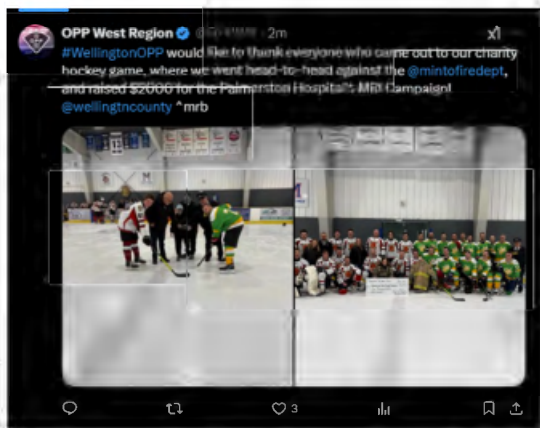 OPP West Region · 2m
#WellingtonOPP would like to thank everyone who came out to our charity
hockey game, where we went head-to-head against the @mintofiredept,
and raised $2000 for the Palmerston Hospital's MRI Campaign!
@wellingtncounty ^mrb
3